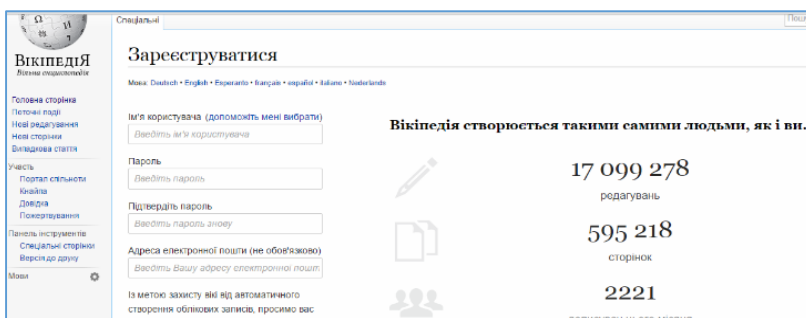 ВікіпедіЯ
Вільна енциклопедія
Головна сторінка
Поточні події
Нові редагування
Нові сторінки
Випадкова стаття
Участь
Портал спільноти
Кнайпа
Довідка
Пожертвування
Панель інструментів
Спеціальні сторінки
Версія до друку
Мови
Спеціальні
Пошу
Зареєструватися
Мова: Deutsch • English • Esperanto • français • español • italiano • Nederlands
Ім'я користувача (допоможіть мені вибрати)
Введіть ім'я користувача
Пароль
Введіть пароль
Підтвердіть пароль
Введіть пароль знову
Адреса електронної пошти (не обов'язково)
Введіть Вашу адресу електронної пошт
Із метою захисту вікі від автоматичного
створення облікових записів, просимо вас
Вікіпедія створюється такими самими людьми, як і ви.
17 099 278
редагувань
595 218
сторінок
2221